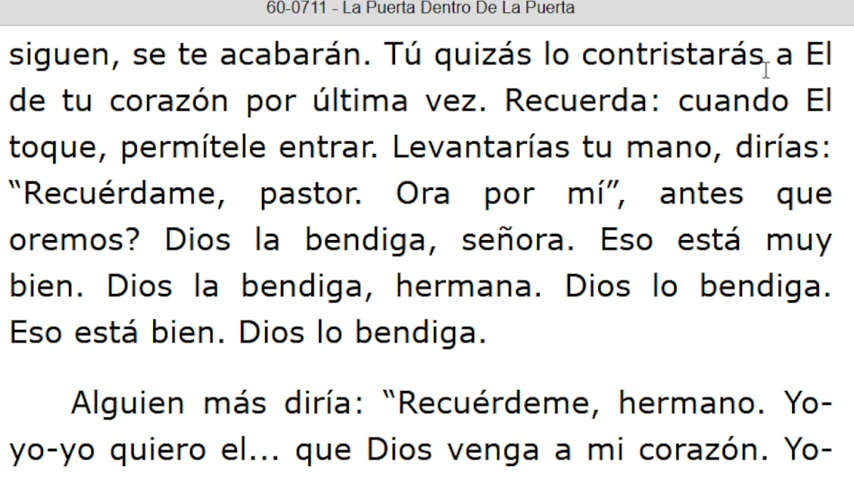 60-0711 - La Puerta Dentro De La Puerta
siguen, se te acabarán. Tú quizás lo contristarás a El
de tu corazón por última vez. Recuerda: cuando El
toque, permítele entrar. Levantarías tu mano, dirías:
“Recuérdame, pastor. Ora por mí”, antes que
oremos? Dios la bendiga, señora. Eso está muy
bien. Dios la bendiga, hermana. Dios lo bendiga.
Eso está bien. Dios lo bendiga.
Alguien más diría: “Recuérdeme, hermano. Yo-
yo-yo quiero el... que Dios venga a mi corazón. Yo-